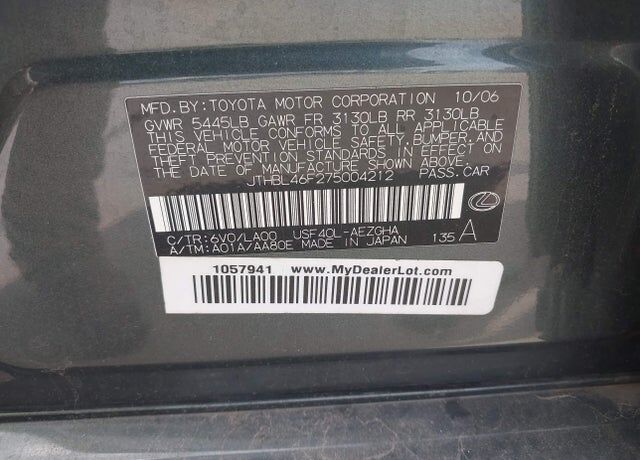 MFD.BY:TOYOTA MOTOR CORPORATION 10/06
GVWR 5445LB GAWR FR 3130LB RR 3130LB
THIS VEHICLE CONFORMS TO ALL APPLICABLE
FEDERAL MOTOR VEHICLE SAFETY, BUMPER, AND
THEFT PREVENTION STANDARDS IN EFFECT ON
THE DATE OF MANUFACTURE SHOWN ABOVE.
JTHBL46F275004212 PASS.CAR
C/TR:6V0/LA00 USF40L-AEZGHA
A/TM:A01A/AA80E MADE IN JAPAN 135 A
1057941 www.MyDealerLot.com